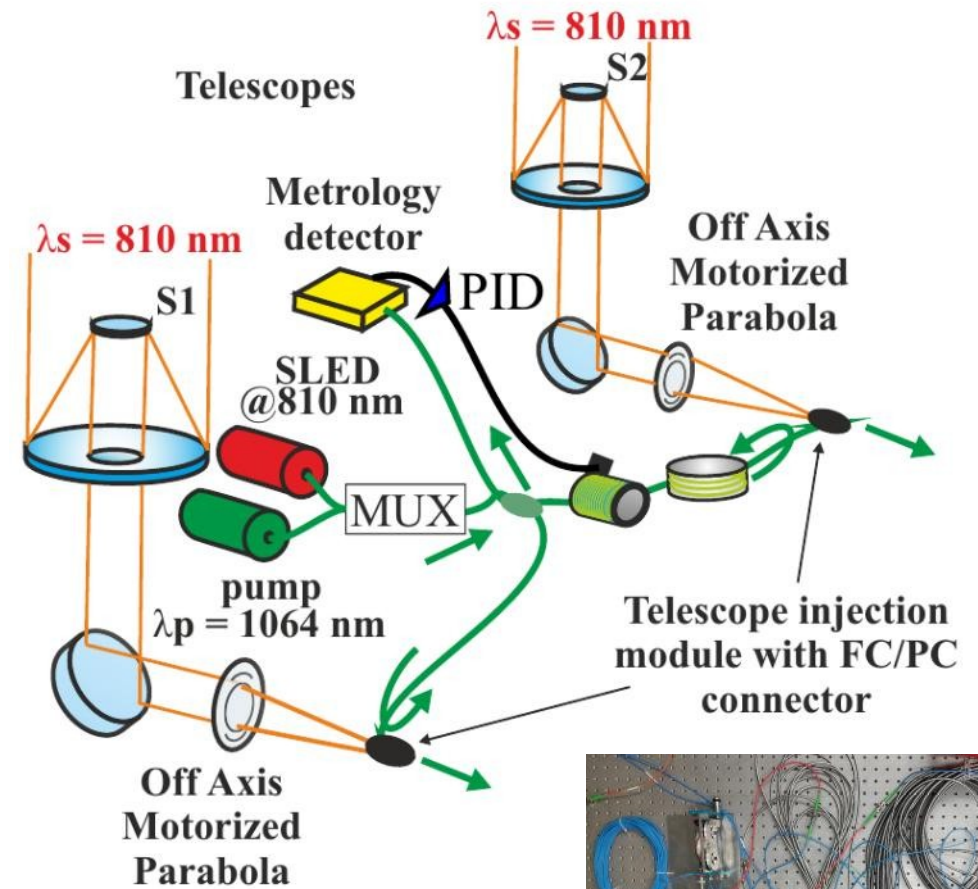 λs = 810 nm
S2
Telescopes
Metrology
detector
Off Axis
Motorized
Parabola
λs = 810 nm
S1
PID
SLED
@810 nm
MUX
pump
λp = 1064 nm
Telescope injection
module with FC/PC
connector
Off Axis
Motorized
Parabola